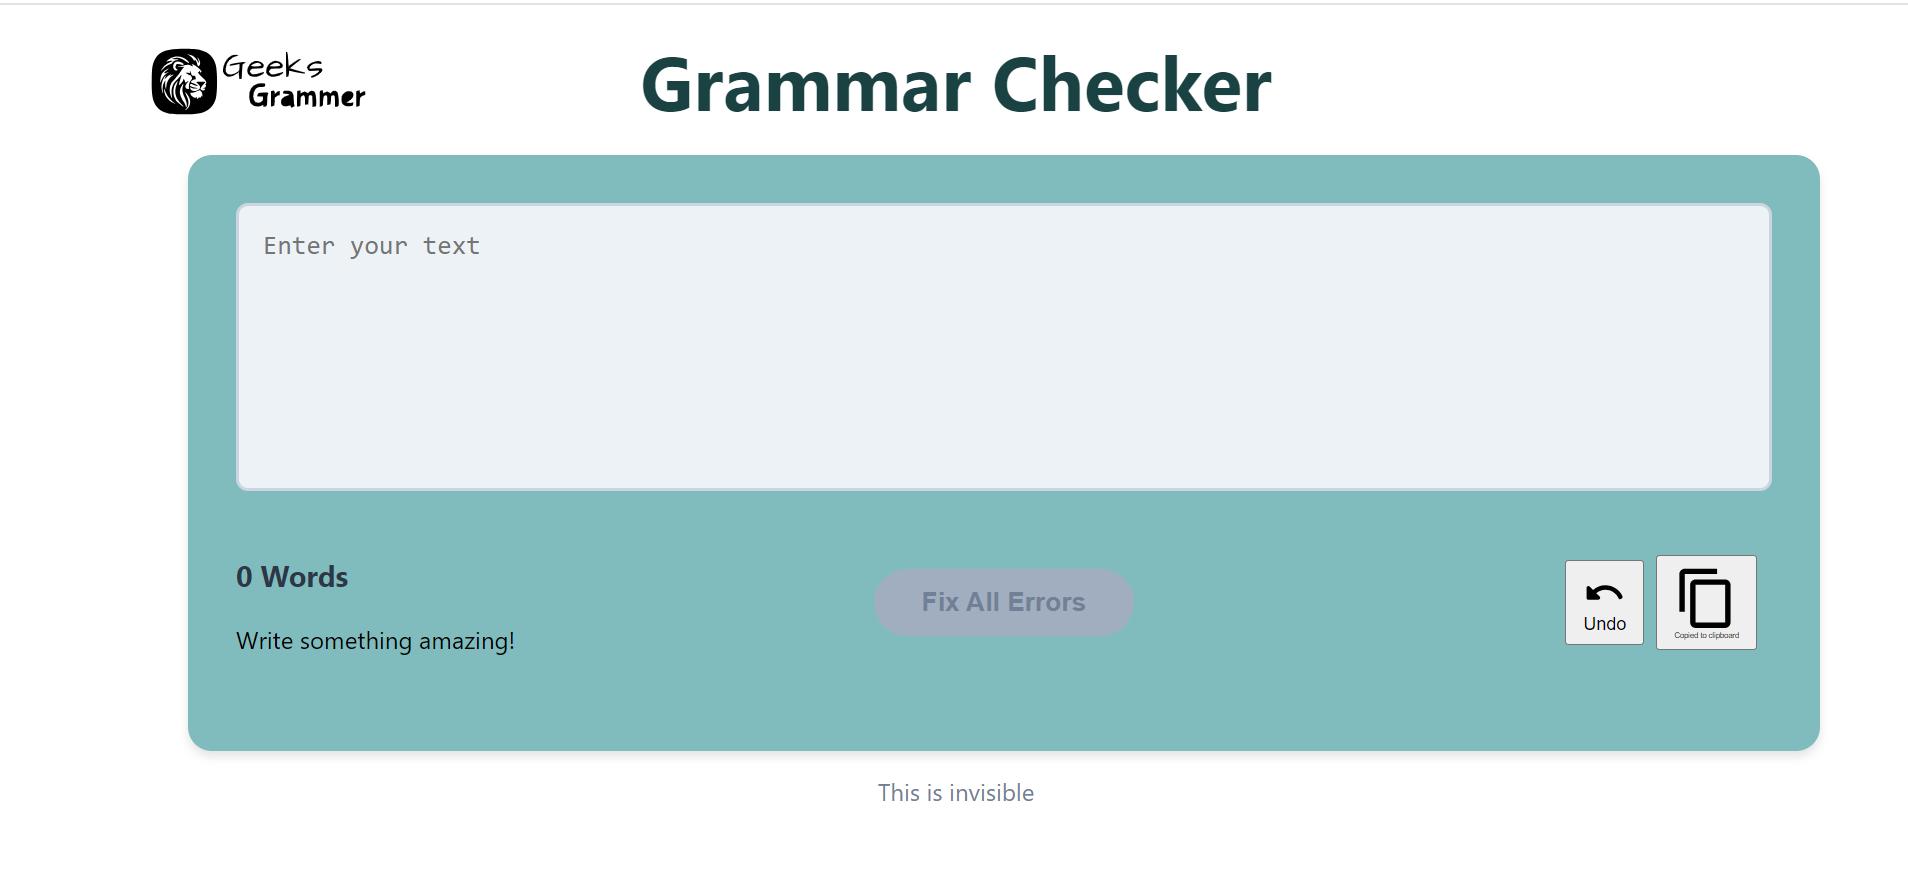 Geeks
Grammer
Grammar Checker
Enter your text
0 Words
Write something amazing!
Fix All Errors
Undo
Copied to clipboard
This is invisible